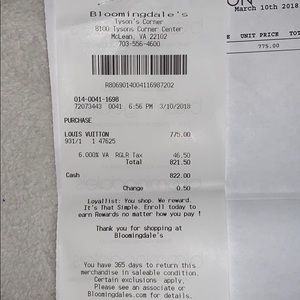 Bloomingdale's
Tyson's Corner
8100 Tysons Corner Center
McLean, VA 22102
703-556-4600
R8069014004116987202
014-0041-1698
72073443 0041 6:56 PM 3/10/2018
PURCHASE
LOUIS VUITTON 775.00
931/1 1 47625
6.000% VA RGLR Tax 46.50
Total 821.50
Cash 822.00
Change 0.50
Loyallist: You shop. We reward.
It's That Simple. Enroll today to
earn Rewards no matter how you pay !
Thank you for shopping at
Bloomingdale's
You have 365 days to return this
merchandise in saleable condition.
Certain exclusions apply.
Please see an associate or
Bloomingdales.com for details.
ON
March 10th 2018
E UNIT PRICE TOT
775.00